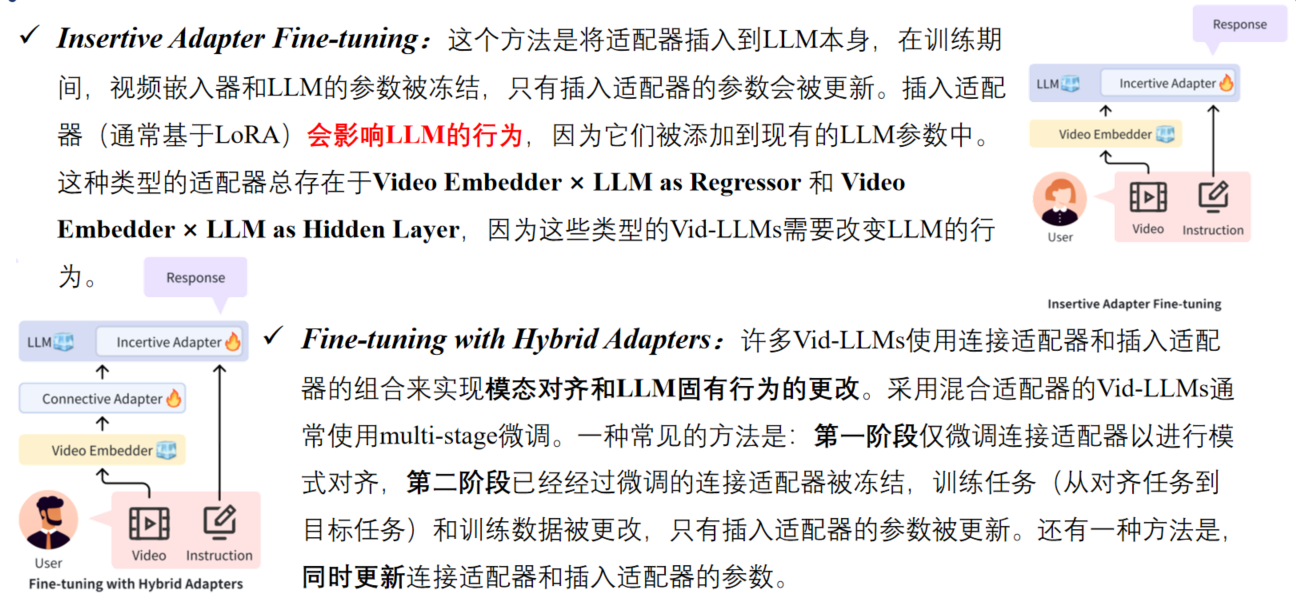 ✓ Insertive Adapter Fine-tuning：这个方法是将适配器插入到LLM本身，在训练期
间，视频嵌入器和LLM的参数被冻结，只有插入适配器的参数会被更新。插入适配
器（通常基于LoRA）会影响LLM的行为，因为它们被添加到现有的LLM参数中。
这种类型的适配器总存在于Video Embedder × LLM as Regressor 和 Video
Embedder × LLM as Hidden Layer，因为这些类型的Vid-LLMs需要改变LLM的行
为。
Response
LLM
Incertive Adapter
Video Embedder
User
Video
Instruction
Insertive Adapter Fine-tuning
Response
LLM
Incertive Adapter
Connective Adapter
Video Embedder
User
Video
Instruction
Fine-tuning with Hybrid Adapters
✓ Fine-tuning with Hybrid Adapters：许多Vid-LLMs使用连接适配器和插入适配
器的组合来实现模态对齐和LLM固有行为的更改。采用混合适配器的Vid-LLMs通
常使用multi-stage微调。一种常见的方法是：第一阶段仅微调连接适配器以进行模
式对齐，第二阶段已经经过微调的连接适配器被冻结，训练任务（从对齐任务到
目标任务）和训练数据被更改，只有插入适配器的参数被更新。还有一种方法是，
同时更新连接适配器和插入适配器的参数。